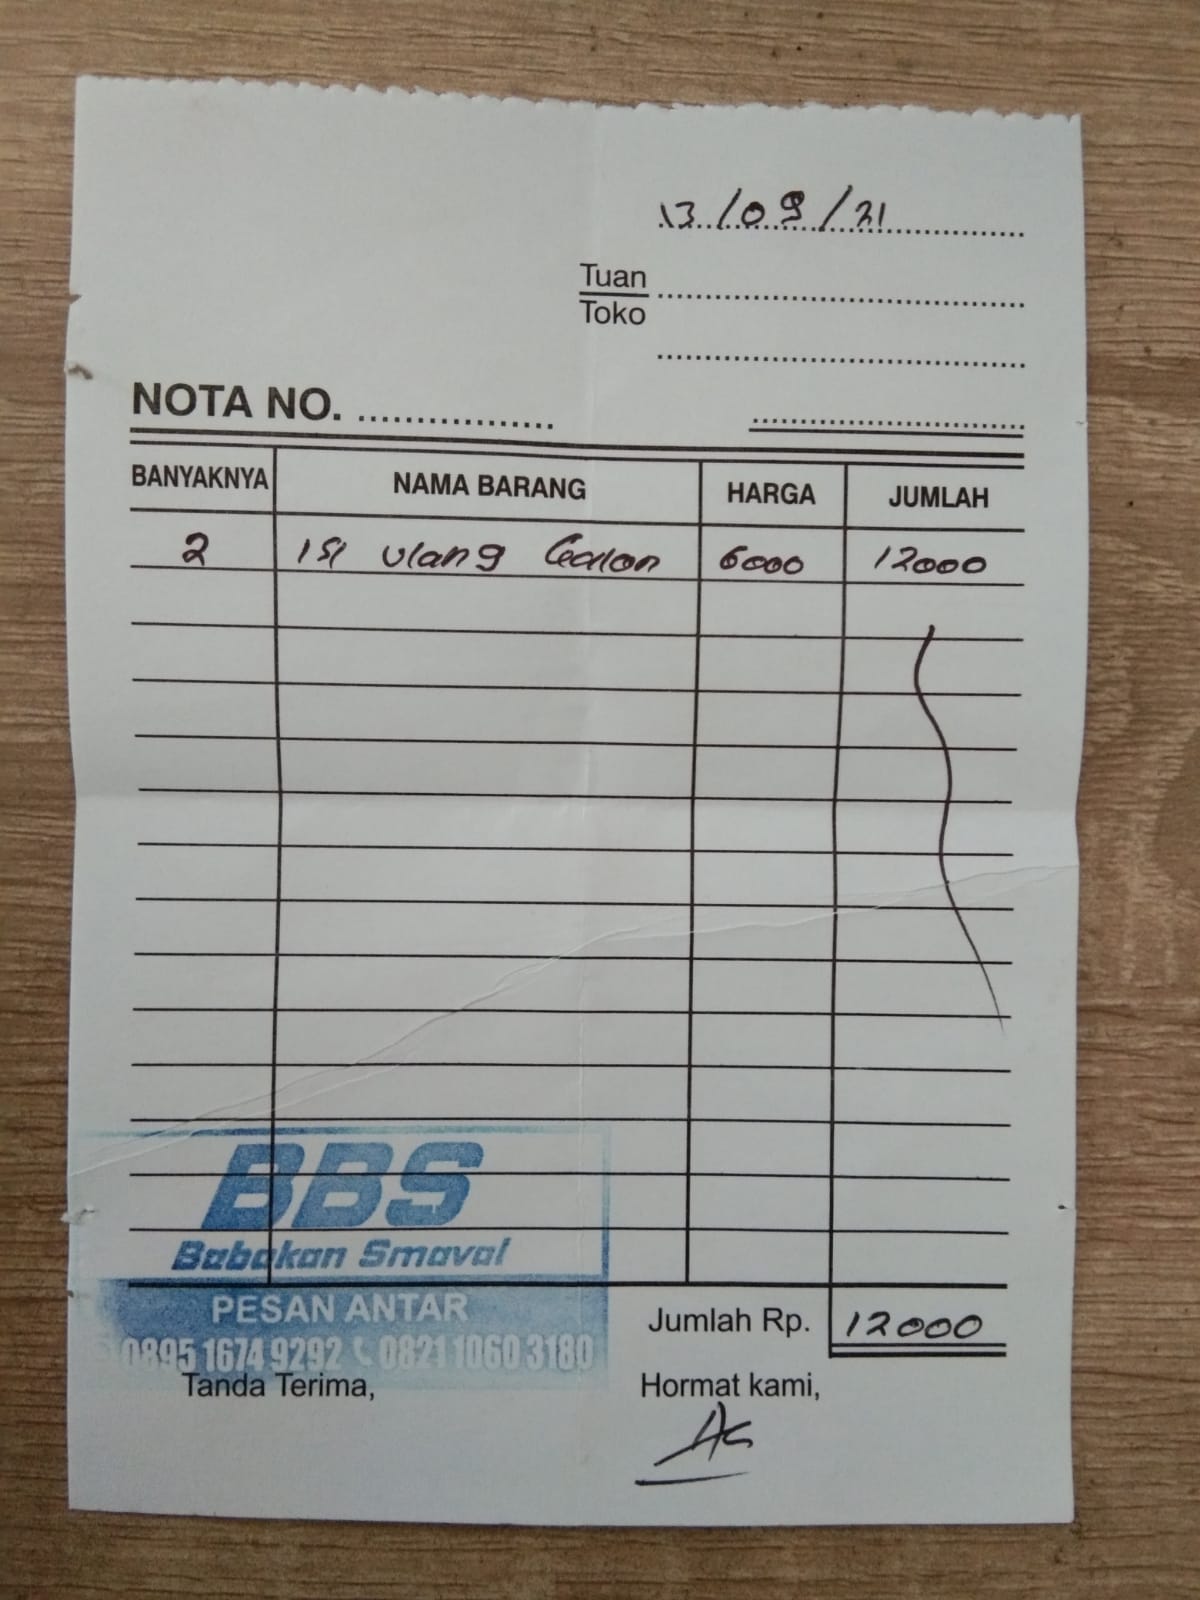 13/09/21
Tuan
Toko
NOTA NO.
BANYAKNYA NAMA BARANG HARGA JUMLAH
2 isi ulang Galon 6000 12000
BBS
Babakan Smaval
PESAN ANTAR
0895 1674 9292 0821 1060 3180
Jumlah Rp. 12000
Tanda Terima, Hormat kami,